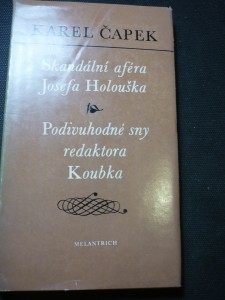 KAREL ČAPEK
Skandální aféra
Josefa Holouška
Podivuhodné sny
redaktora
Koubka
MELANTRICH